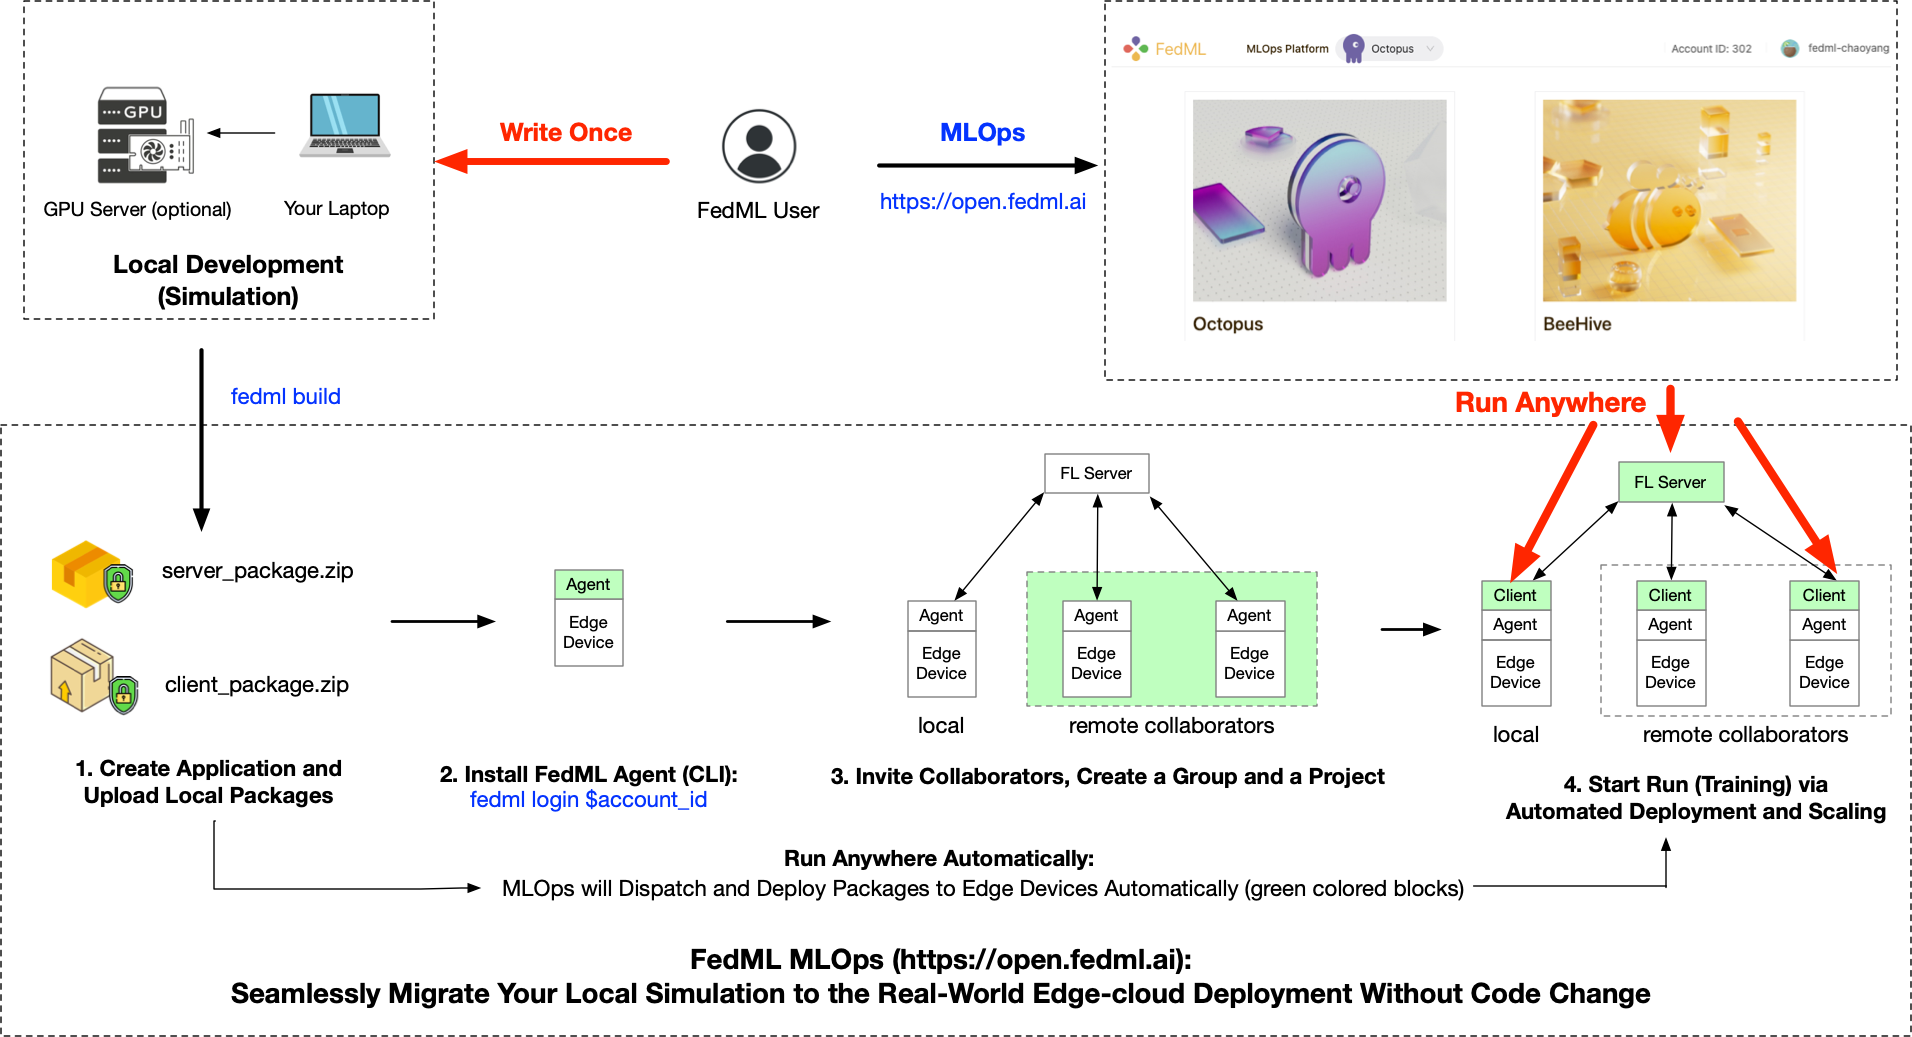 GPU
GPU Server (optional)
Your Laptop
Local Development
(Simulation)
Write Once
FedML User
MLOps
https://open.fedml.ai
FedML
MLOps Platform
Octopus
Account ID: 302
fedml-chaoyang
Octopus
BeeHive
fedml build
Run Anywhere
server_package.zip
client_package.zip
1. Create Application and
Upload Local Packages
Agent
Edge
Device
2. Install FedML Agent (CLI):
fedml login $account_id
FL Server
Agent
Edge
Device
Agent
Edge
Device
Agent
Edge
Device
local
remote collaborators
3. Invite Collaborators, Create a Group and a Project
FL Server
Client
Agent
Edge
Device
Client
Agent
Edge
Device
Client
Agent
Edge
Device
local
remote collaborators
4. Start Run (Training) via
Automated Deployment and Scaling
Run Anywhere Automatically:
MLOps will Dispatch and Deploy Packages to Edge Devices Automatically (green colored blocks)
FedML MLOps (https://open.fedml.ai):
Seamlessly Migrate Your Local Simulation to the Real-World Edge-cloud Deployment Without Code Change